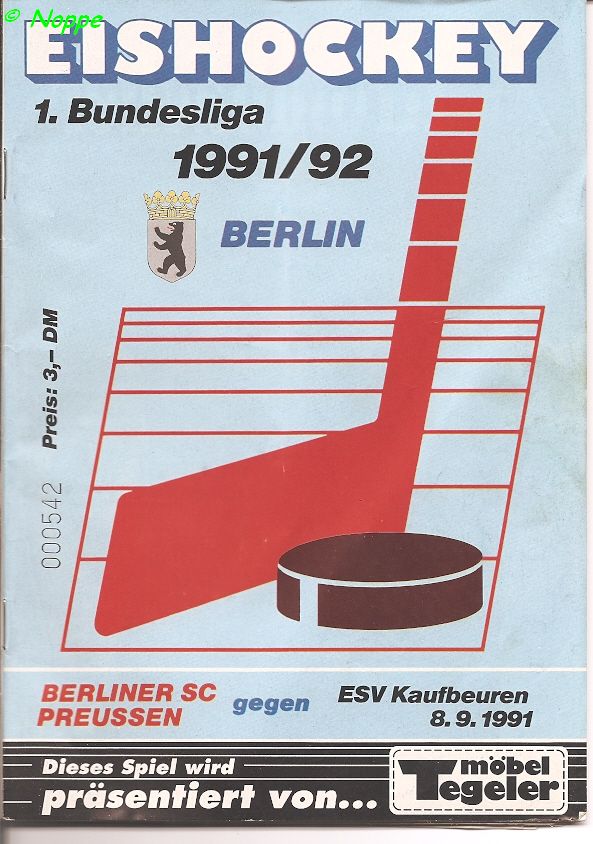 © Noppe
EISHOCKEY
1. Bundesliga
1991/92
BERLIN
Preis: 3,– DM
000542
BERLINER SC
PREUSSEN
gegen
ESV Kaufbeuren
8.9.1991
Dieses Spiel wird
präsentiert von...
möbel
Tegeler